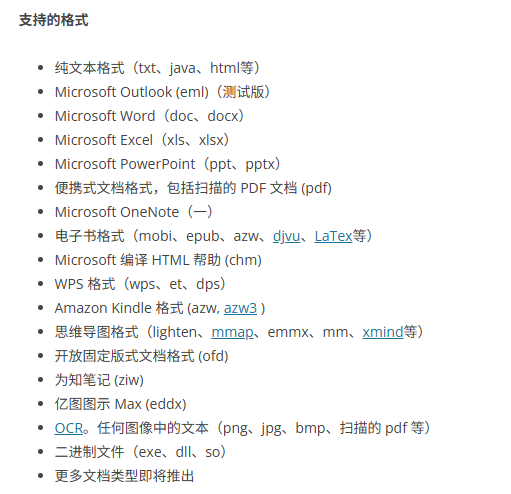 支持的格式
纯文本格式（txt、java、html等）
Microsoft Outlook (eml)（测试版）
Microsoft Word（doc、docx）
Microsoft Excel（xls、xlsx）
Microsoft PowerPoint（ppt、pptx）
便携式文档格式，包括扫描的 PDF 文档 (pdf)
Microsoft OneNote（一）
电子书格式（mobi、epub、azw、djvu、LaTex等）
Microsoft 编译 HTML 帮助 (chm)
WPS 格式（wps、et、dps）
Amazon Kindle 格式 (azw, azw3 )
思维导图格式（lighten、mmap、emmx、mm、xmind等）
开放固定版式文档格式 (ofd)
为知笔记 (ziw)
亿图图示 Max (eddx)
OCR。任何图像中的文本（png、jpg、bmp、扫描的 pdf 等）
二进制文件（exe、dll、so）
更多文档类型即将推出